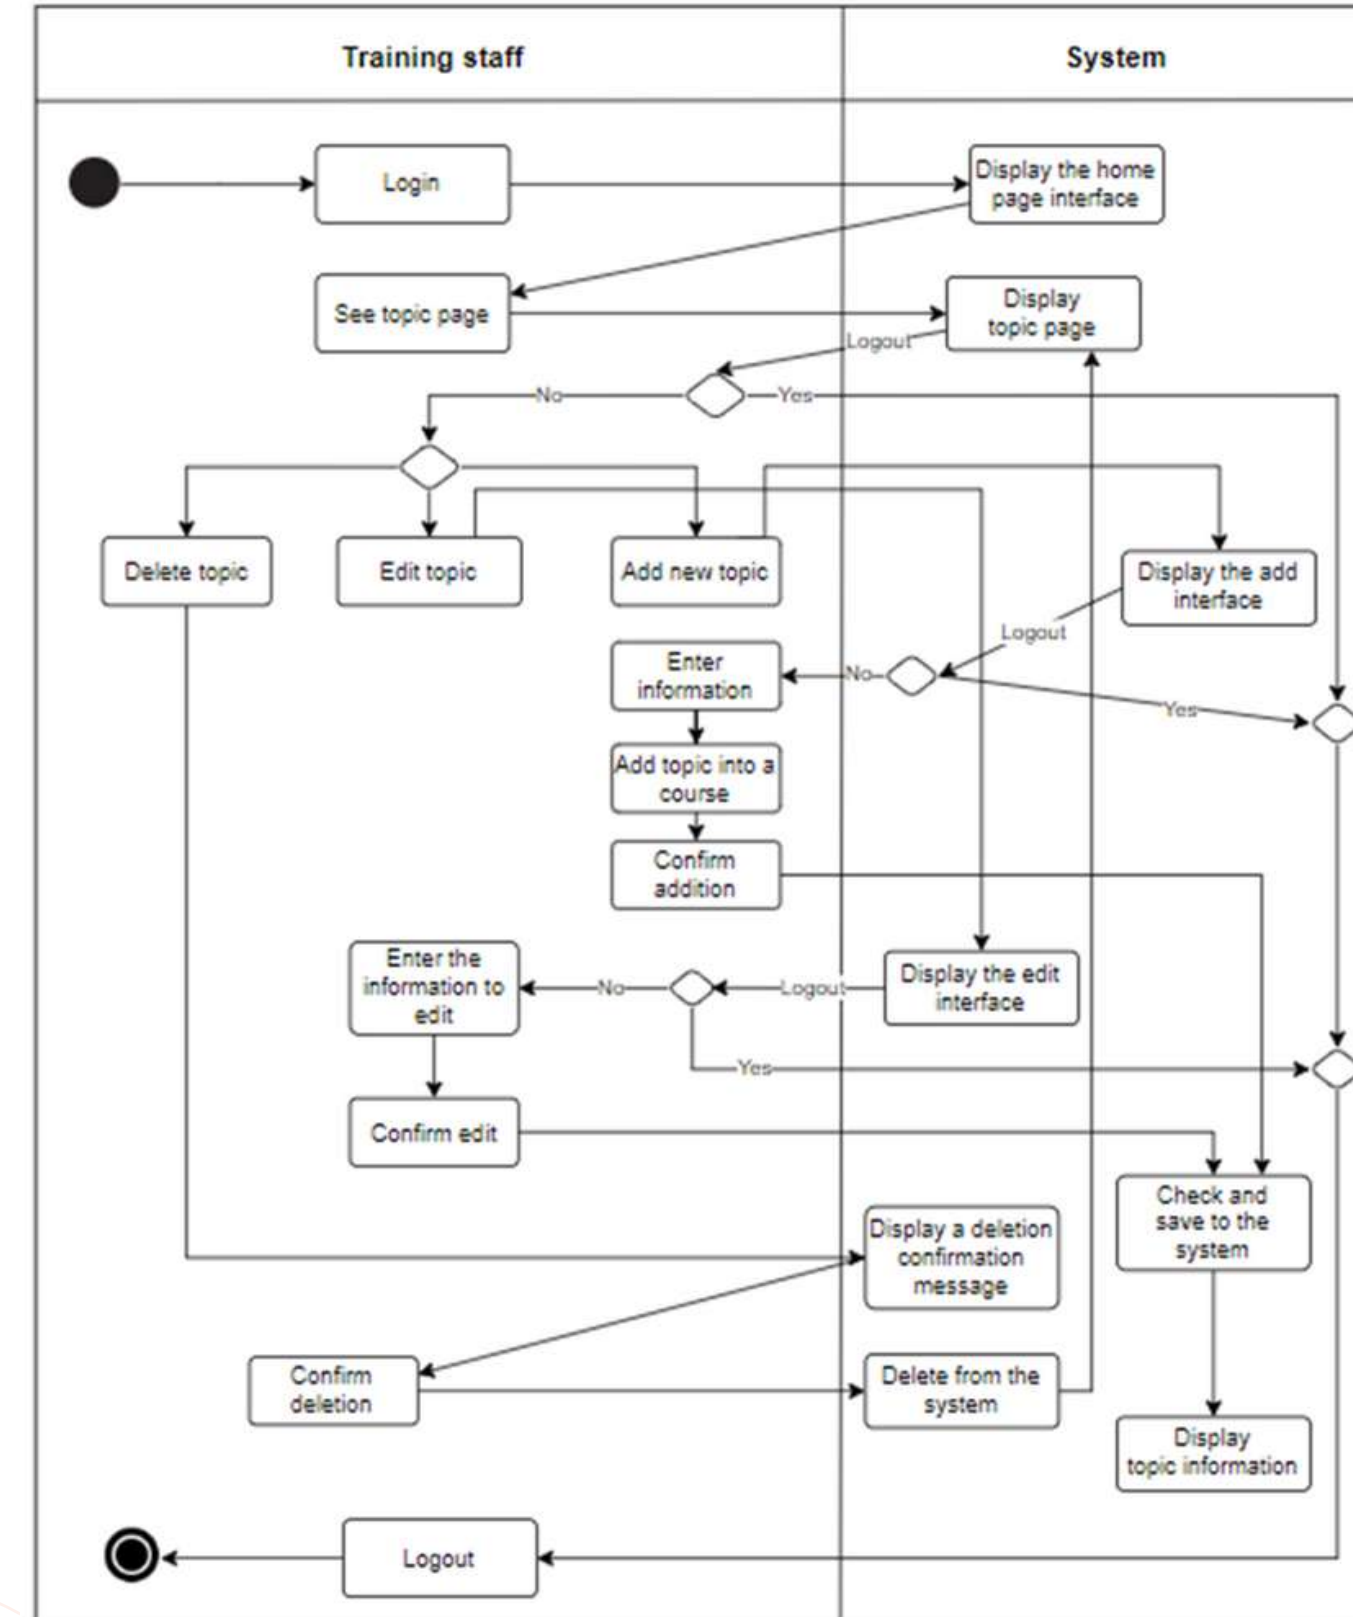 Training staff
System
Login
Display the home
page interface
See topic page
Display
topic page
Logout
No
Yes
Delete topic
Edit topic
Add new topic
Display the add
interface
Logout
Enter
information
No
Yes
Add topic into a
course
Confirm
addition
Enter the
information to
edit
No
Logout
Display the edit
interface
Yes
Confirm edit
Check and
save to the
system
Display a deletion
confirmation
message
Confirm
deletion
Delete from the
system
Display
topic information
Logout